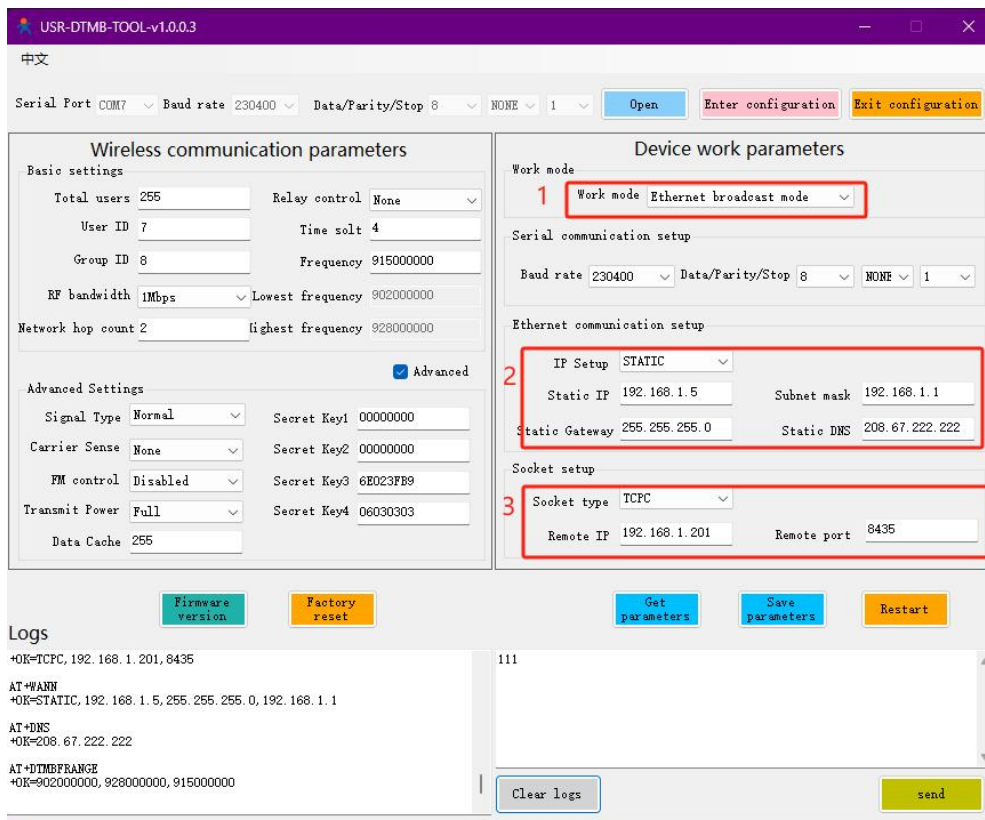 USR-DTMB-TOOL-v1.0.0.3
中文
Serial Port COM7 Baud rate 230400 Data/Parity/Stop 8 NONE 1 Open Enter configuration Exit configuration
Wireless communication parameters
Basic settings
Total users 255 Relay control None
User ID 7 Time solt 4
Group ID 8 Frequency 915000000
RF bandwidth 1Mbps Lowest frequency 902000000
Network hop count 2 Highest frequency 928000000
Advanced
Advanced Settings
Signal Type Normal Secret Key1 00000000
Carrier Sense None Secret Key2 00000000
FM control Disabled Secret Key3 6E023FB9
Transmit Power Full Secret Key4 06030303
Data Cache 255
Device work parameters
Work mode
1 Work mode Ethernet broadcast mode
Serial communication setup
Baud rate 230400 Data/Parity/Stop 8 NONE 1
Ethernet communication setup
2 IP Setup STATIC
Static IP 192.168.1.5 Subnet mask 192.168.1.1
Static Gateway 255.255.255.0 Static DNS 208.67.222.222
Socket setup
3 Socket type TCPC
Remote IP 192.168.1.201 Remote port 8435
Firmware version
Factory reset
Get parameters
Save parameters
Restart
Logs
+OK=TCPC,192.168.1.201,8435
AT+WANN
+OK=STATIC,192.168.1.5,255.255.255.0,192.168.1.1
AT+DNS
+OK=208.67.222.222
AT+DTMBFRANGE
+OK=902000000,928000000,915000000
111
Clear logs
send